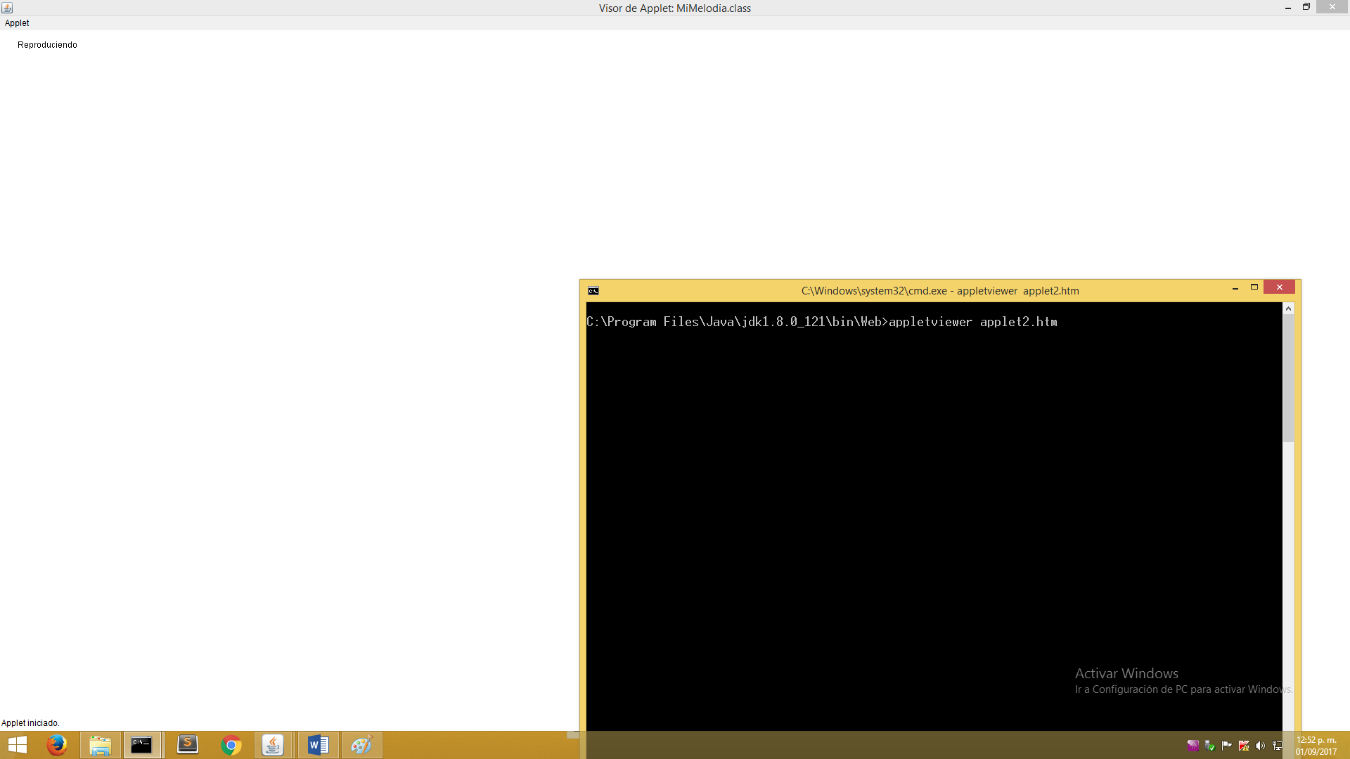 Visor de Applet: MiMelodia.class
Applet
Reproduciendo
C:\Windows\system32\cmd.exe - appletviewer applet2.htm
C:\Program Files\Java\jdk1.8.0_121\bin\Web>appletviewer applet2.htm
Activar Windows
Ir a Configuración de PC para activar Windows.
Applet iniciado.
12:52 p. m.
01/09/2017